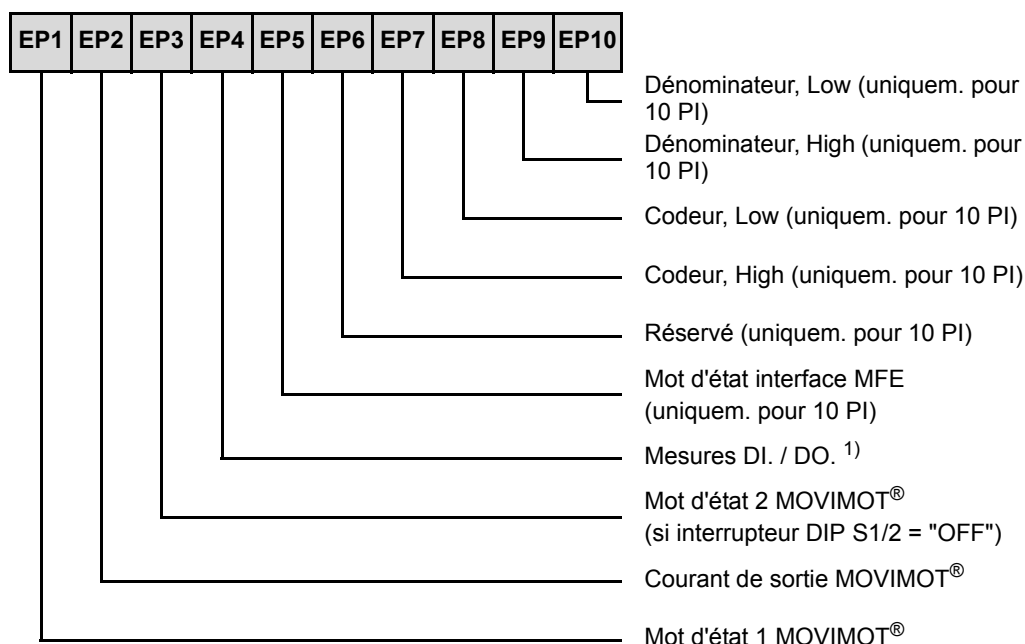 EP1 EP2 EP3 EP4 EP5 EP6 EP7 EP8 EP9 EP10
Dénominateur, Low (uniquem. pour
10 PI)
Dénominateur, High (uniquem. pour
10 PI)
Codeur, Low (uniquem. pour 10 PI)
Codeur, High (uniquem. pour 10 PI)
Réservé (uniquem. pour 10 PI)
Mot d'état interface MFE
(uniquem. pour 10 PI)
Mesures DI. / DO. 1)
Mot d'état 2 MOVIMOT®
(si interrupteur DIP S1/2 = "OFF")
Courant de sortie MOVIMOT®
Mot d'état 1 MOVIMOT®